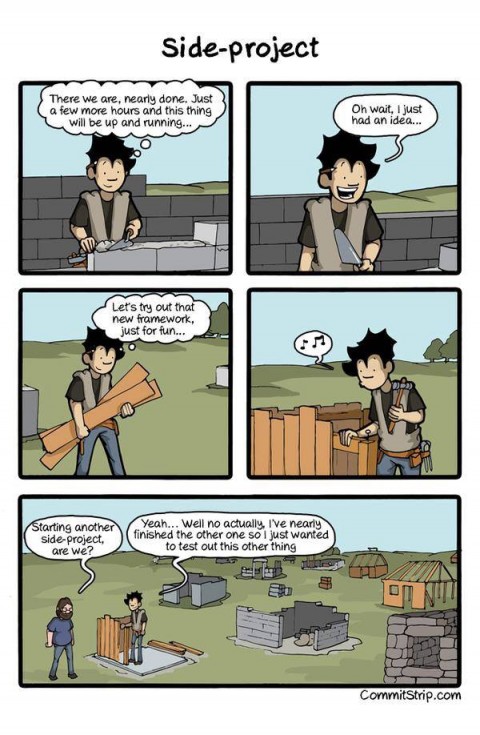 Side-project
There we are, nearly done. Just
a few more hours and this thing
will be up and running...
Oh wait, I just
had an idea...
Let's try out that
new framework,
just for fun...
♪♫
Starting another
side-project,
are we?
Yeah... Well no actually, I've nearly
finished the other one so I just wanted
to test out this other thing
CommitStrip.com